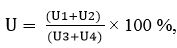 U = (U1+U2)/(U3+U4) × 100 %,